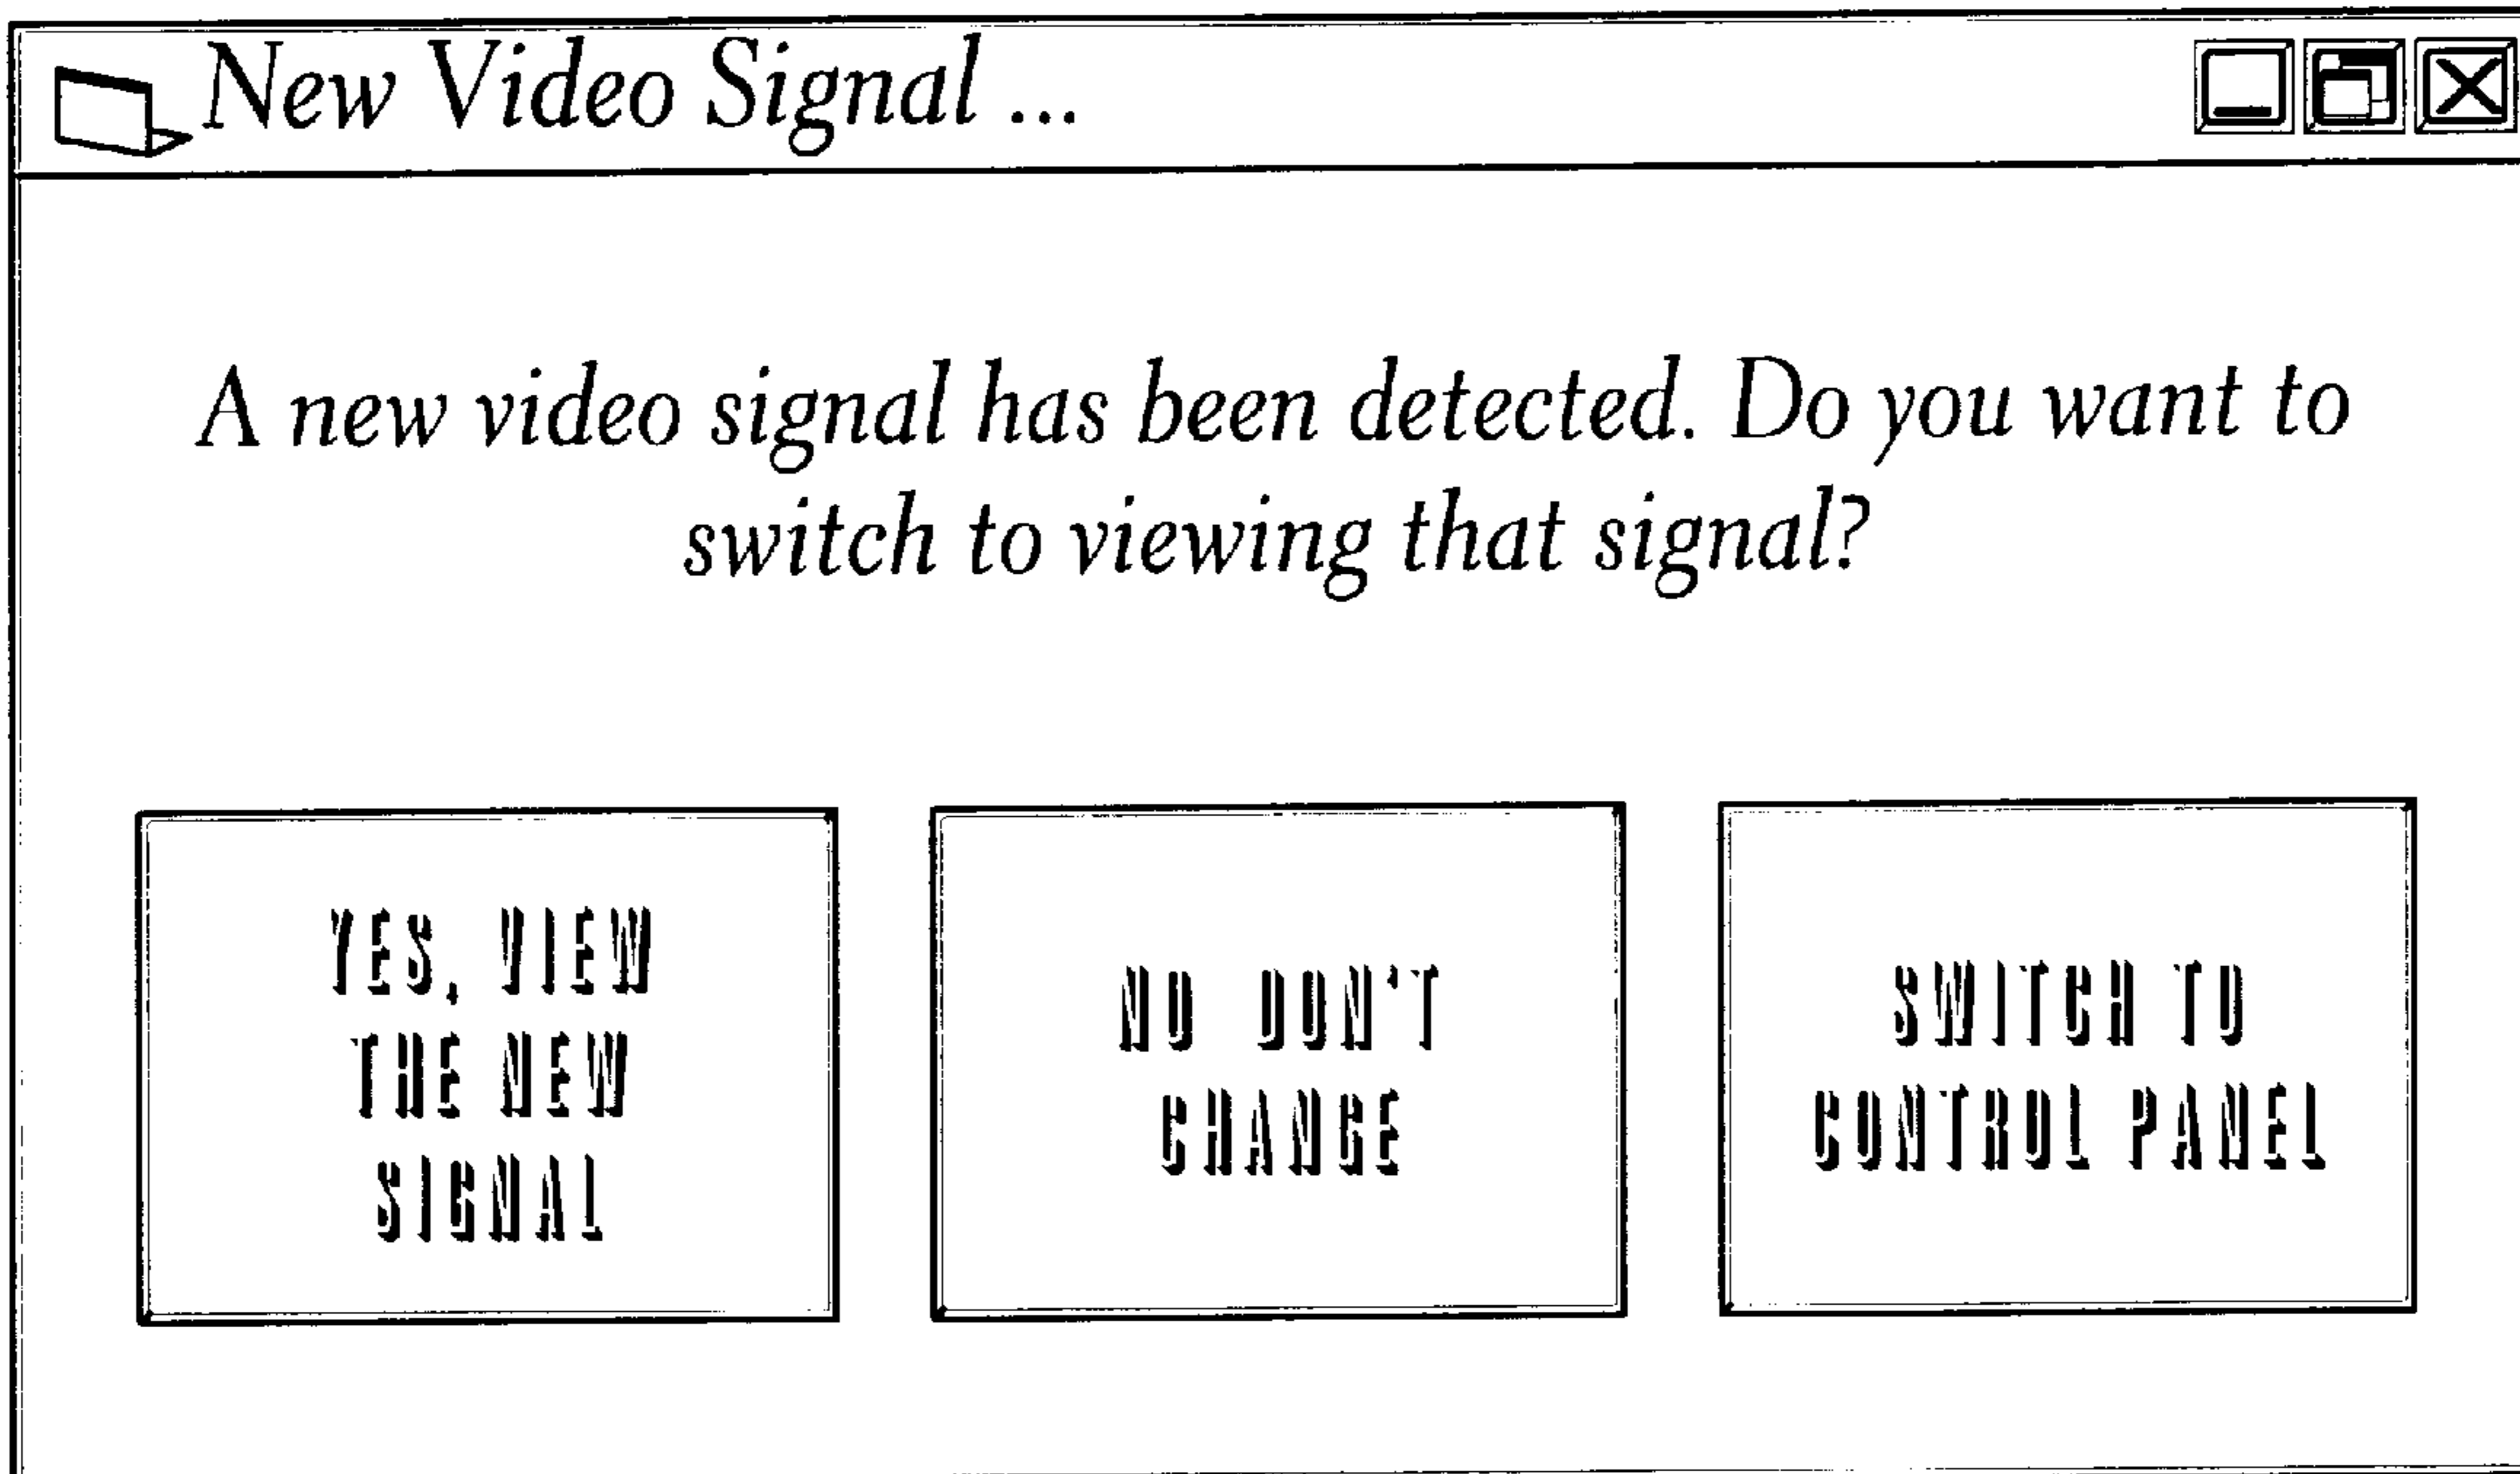 New Video Signal ...
A new video signal has been detected. Do you want to
switch to viewing that signal?
YES, VIEW
THE NEW
SIGNAL
NO DON'T
CHANGE
SWITCH TO
CONTROL PANEL